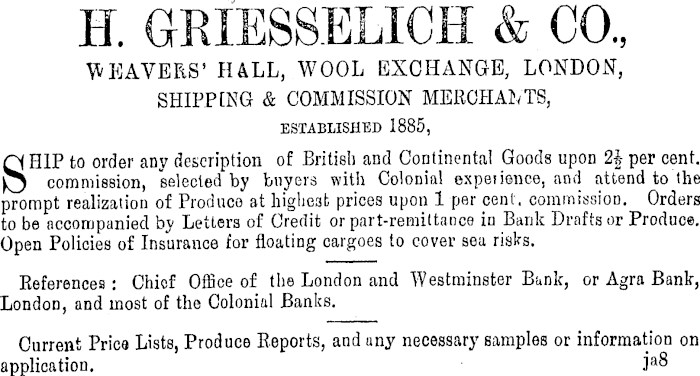 H. GRIESSELICH & CO.,
WEAVERS' HALL, WOOL EXCHANGE, LONDON,
SHIPPING & COMMISSION MERCHANTS,
ESTABLISHED 1885,
SHIP to order any description of British and Continental Goods upon 2½ per cent.
commission, selected by buyers with Colonial experience, and attend to the
prompt realization of Produce at highest prices upon 1 per cent. commission. Orders
to be accompanied by Letters of Credit or part-remittance in Bank Drafts or Produce.
Open Policies of Insurance for floating cargoes to cover sea risks.
References: Chief Office of the London and Westminster Bank, or Agra Bank,
London, and most of the Colonial Banks.
Current Price Lists, Produce Reports, and any necessary samples or information on
application. ja8